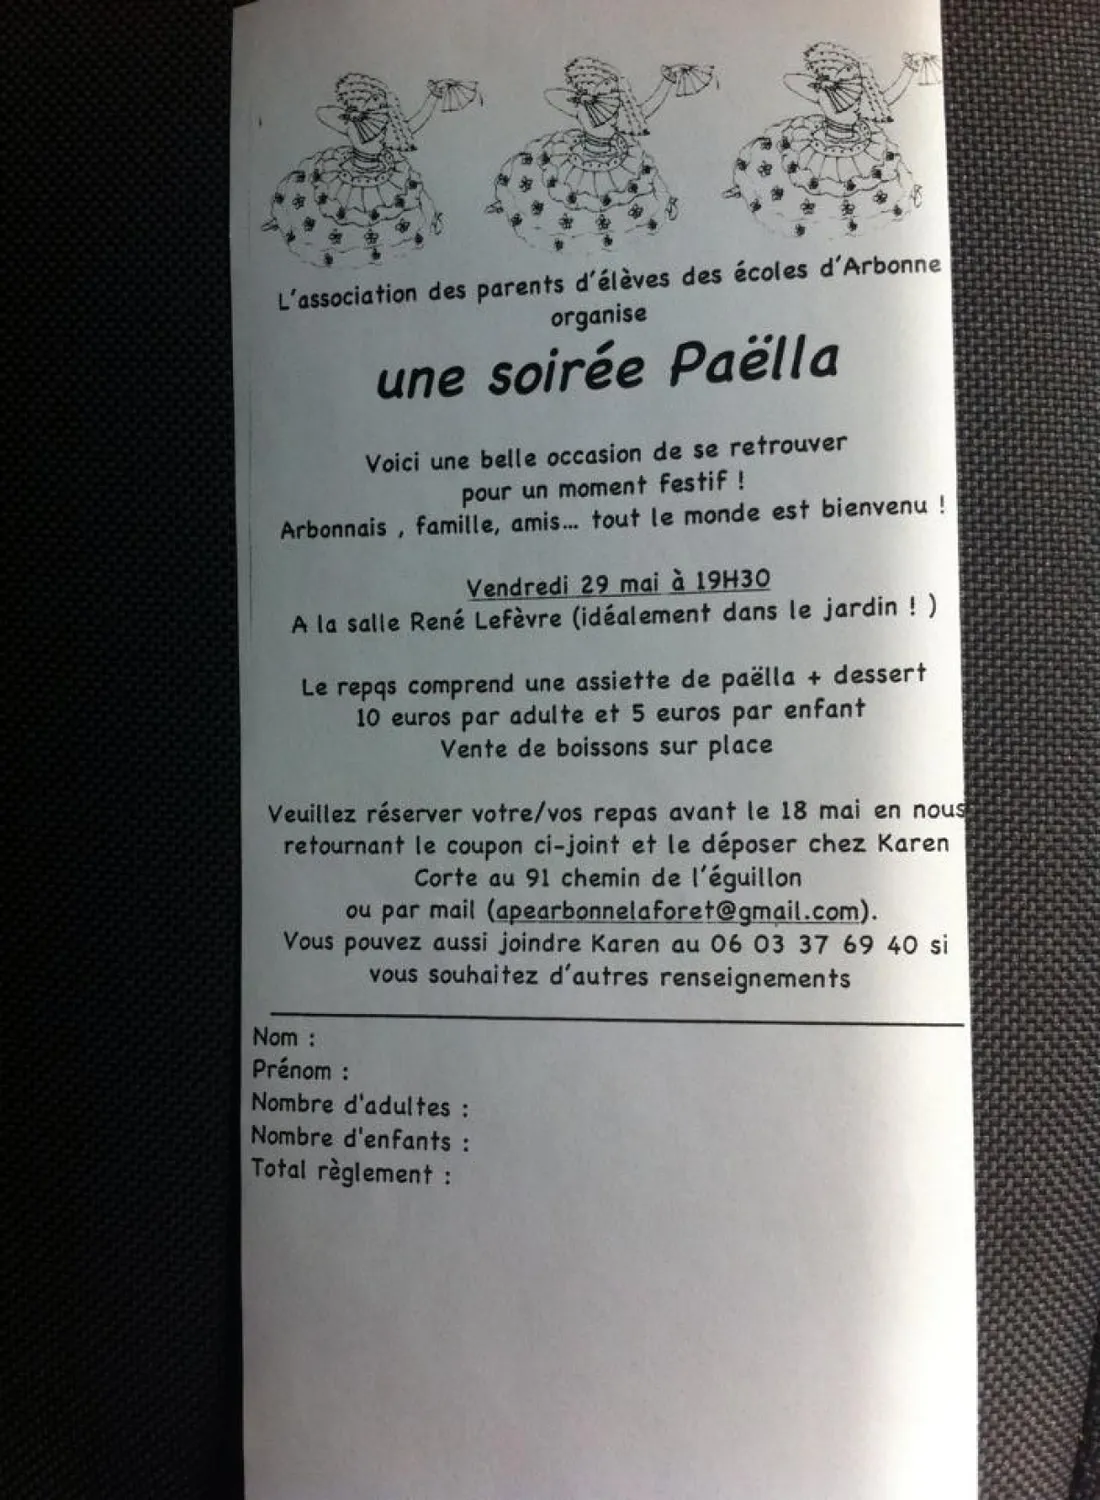 L'association des parents d'élèves des écoles d'Arbonne
organise
une soirée Paëlla
Voici une belle occasion de se retrouver
pour un moment festif !
Arbonnais , famille, amis... tout le monde est bienvenu !
Vendredi 29 mai à 19H30
A la salle René Lefèvre (idéalement dans le jardin ! )
Le repqs comprend une assiette de paëlla + dessert
10 euros par adulte et 5 euros par enfant
Vente de boissons sur place
Veuillez réserver votre/vos repas avant le 18 mai en nous
retournant le coupon ci-joint et le déposer chez Karen
Corte au 91 chemin de l'éguillon
ou par mail (apearbonnelaforet@gmail.com).
Vous pouvez aussi joindre Karen au 06 03 37 69 40 si
vous souhaitez d'autres renseignements
Nom :
Prénom :
Nombre d'adultes :
Nombre d'enfants :
Total règlement :